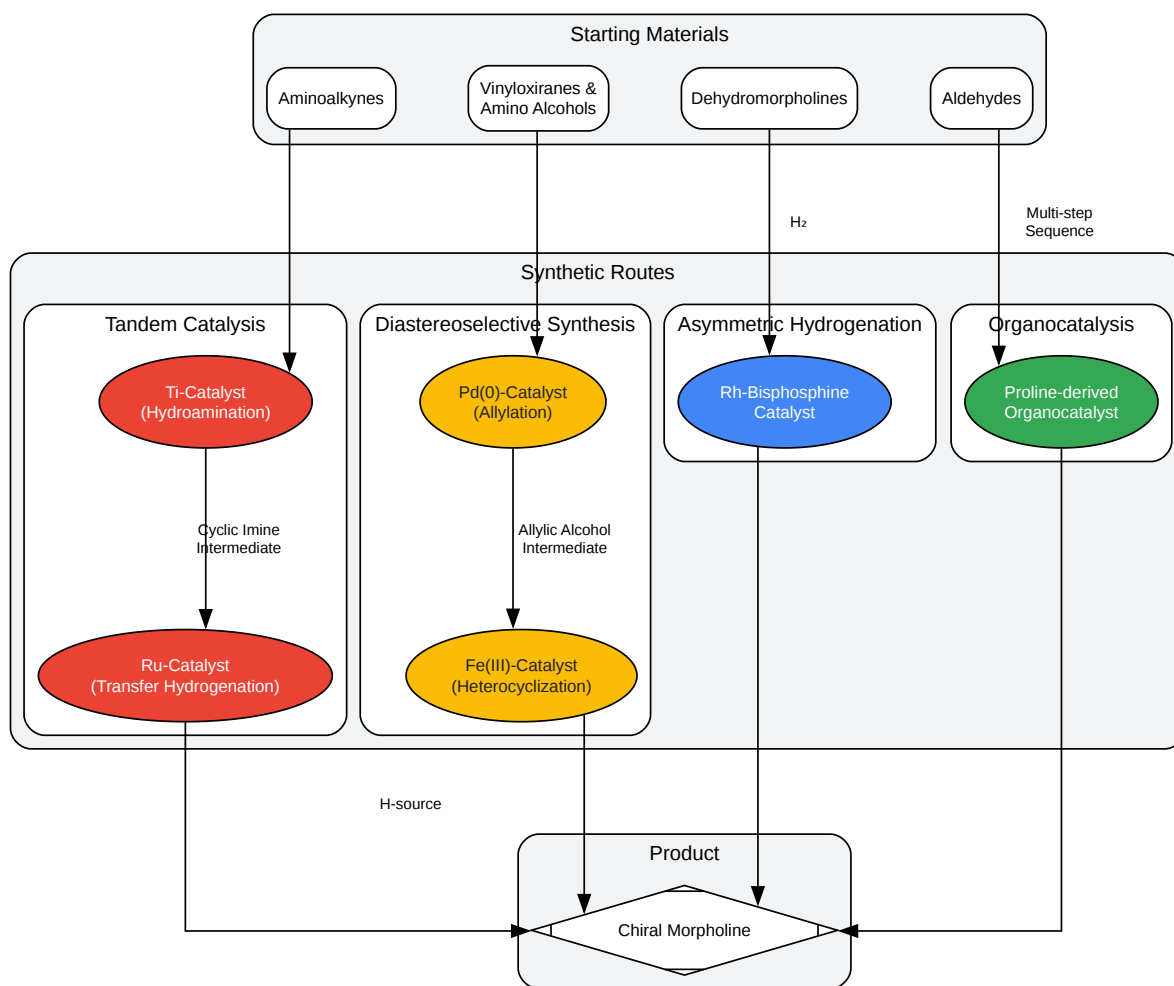 Starting Materials
Aminoalkynes
Vinyloxiranes &
Amino Alcohols
Dehydromorpholines
Aldehydes
H₂
Multi-step
Sequence
Synthetic Routes
Tandem Catalysis
Diastereoselective Synthesis
Asymmetric Hydrogenation
Organocatalysis
Ti-Catalyst
(Hydroamination)
Pd(0)-Catalyst
(Allylation)
Rh-Bisphosphine
Catalyst
Proline-derived
Organocatalyst
Cyclic Imine
Intermediate
Allylic Alcohol
Intermediate
Ru-Catalyst
(Transfer Hydrogenation)
Fe(III)-Catalyst
(Heterocyclization)
H-source
Product
Chiral Morpholine